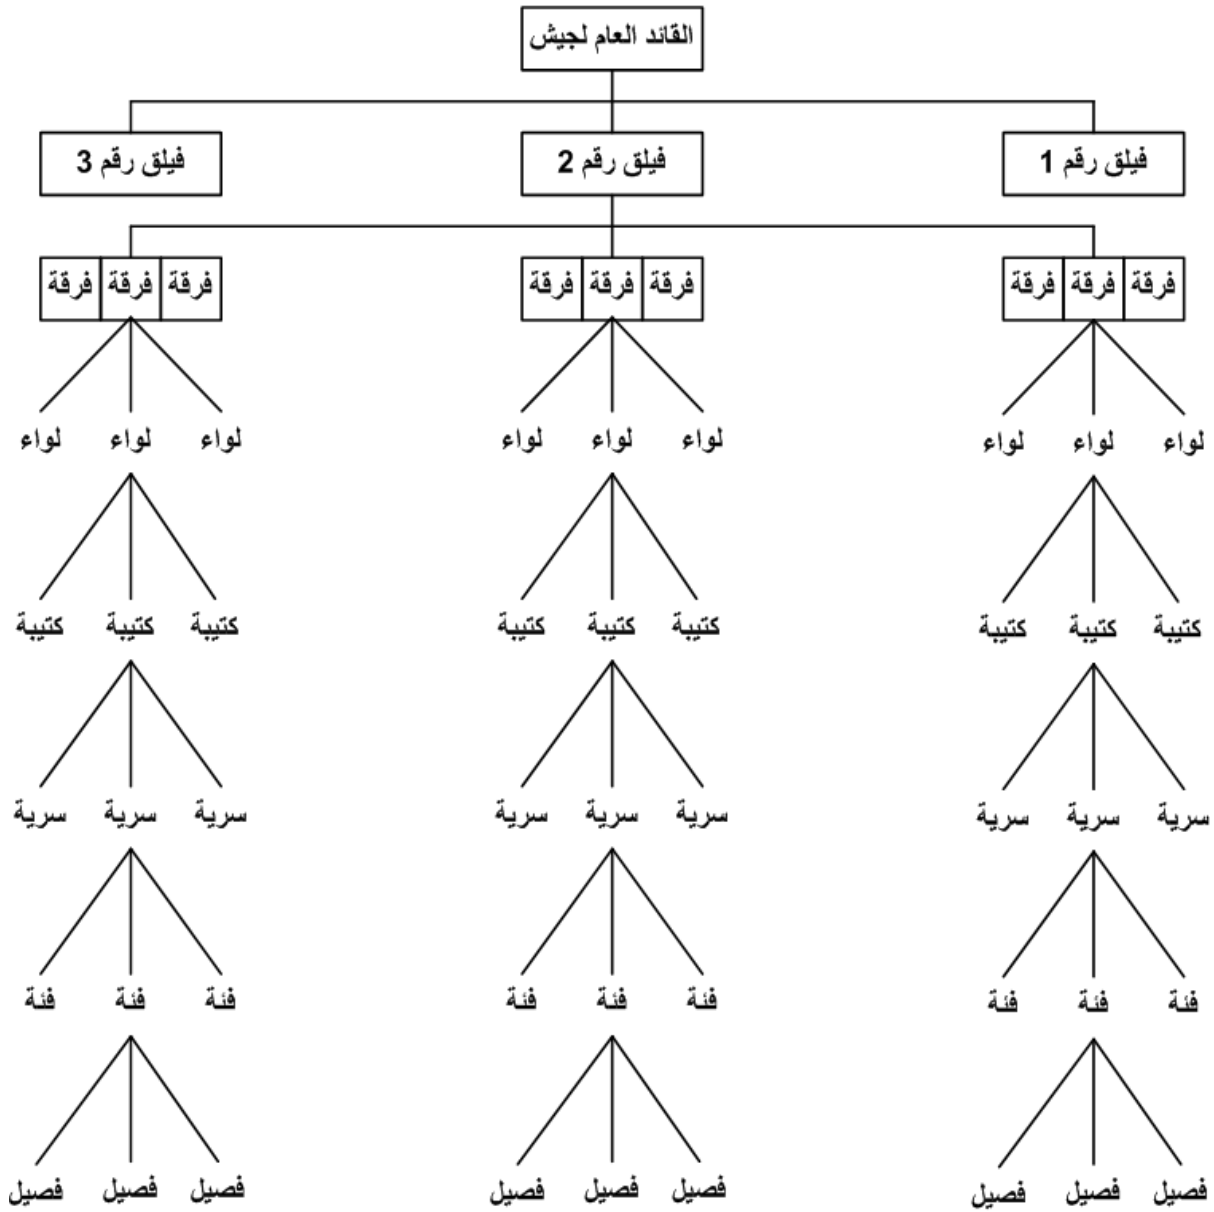 القائد العام لجيش
فيلق رقم 1 فيلق رقم 2 فيلق رقم 3
فرقة فرقة فرقة فرقة فرقة فرقة فرقة فرقة فرقة
لواء لواء لواء لواء لواء لواء لواء لواء لواء
كتيبة كتيبة كتيبة كتيبة كتيبة كتيبة كتيبة كتيبة كتيبة
سرية سرية سرية سرية سرية سرية سرية سرية سرية
فئة فئة فئة فئة فئة فئة فئة فئة فئة
فصيل فصيل فصيل فصيل فصيل فصيل فصيل فصيل فصيل